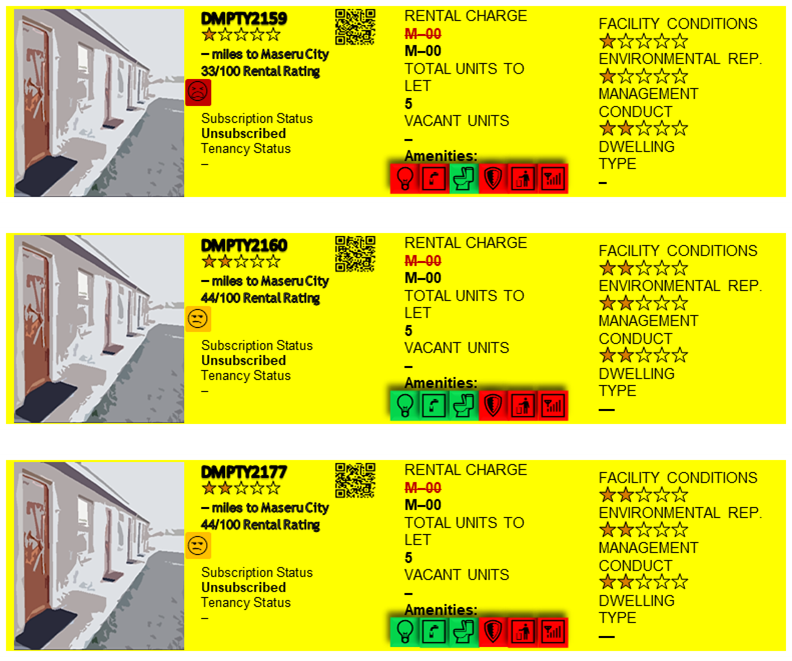 DMPTY2159
– miles to Maseru City
33/100 Rental Rating
Subscription Status
Unsubscribed
Tenancy Status
–
RENTAL CHARGE
M–00
M–00
TOTAL UNITS TO
LET
5
VACANT UNITS
–
Amenities:
FACILITY CONDITIONS
ENVIRONMENTAL REP.
MANAGEMENT
CONDUCT
DWELLING
TYPE
–
DMPTY2160
– miles to Maseru City
44/100 Rental Rating
Subscription Status
Unsubscribed
Tenancy Status
–
RENTAL CHARGE
M–00
M–00
TOTAL UNITS TO
LET
5
VACANT UNITS
–
Amenities:
FACILITY CONDITIONS
ENVIRONMENTAL REP.
MANAGEMENT
CONDUCT
DWELLING
TYPE
—
DMPTY2177
– miles to Maseru City
44/100 Rental Rating
Subscription Status
Unsubscribed
Tenancy Status
–
RENTAL CHARGE
M–00
M–00
TOTAL UNITS TO
LET
5
VACANT UNITS
–
Amenities:
FACILITY CONDITIONS
ENVIRONMENTAL REP.
MANAGEMENT
CONDUCT
DWELLING
TYPE
—